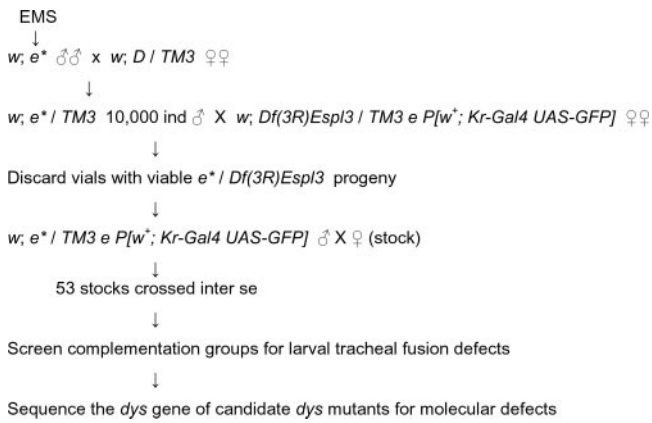 EMS
↓
w; e* ♂♂ x w; D / TM3 ♀♀
↓
w; e* / TM3 10,000 ind ♂ X w; Df(3R)Espl3 / TM3 e P[w⁺; Kr-Gal4 UAS-GFP] ♀♀
↓
Discard vials with viable e* / Df(3R)Espl3 progeny
↓
w; e* / TM3 e P[w⁺; Kr-Gal4 UAS-GFP] ♂ X ♀ (stock)
↓
53 stocks crossed inter se
↓
Screen complementation groups for larval tracheal fusion defects
↓
Sequence the dys gene of candidate dys mutants for molecular defects